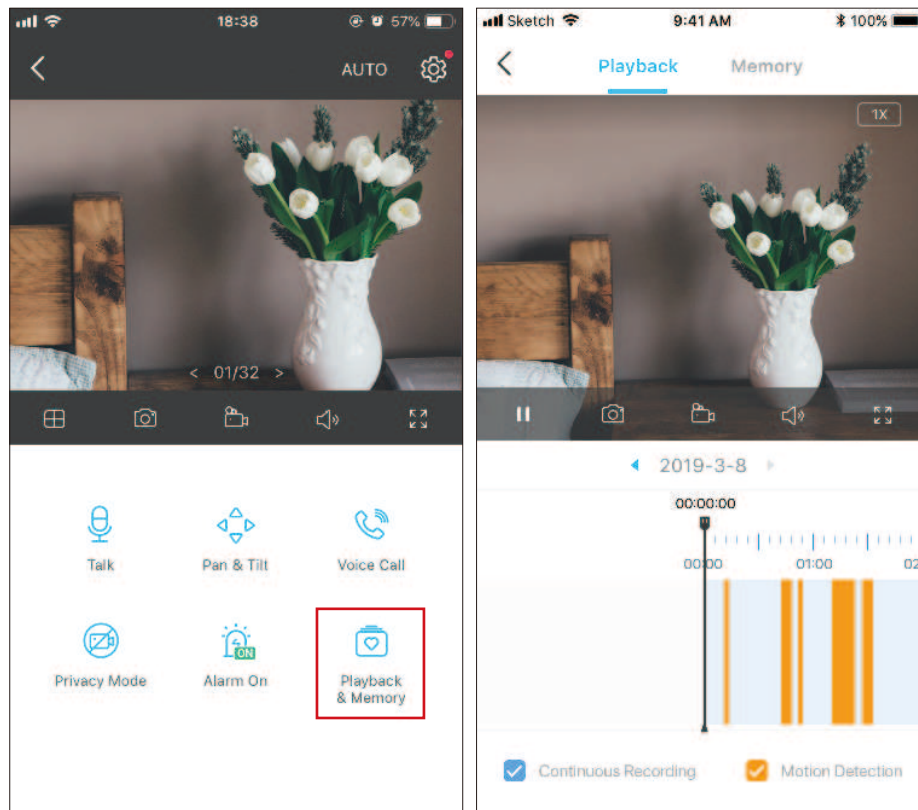 18:38
57%
AUTO
< 01/32 >
Talk
Pan & Tilt
Voice Call
ON
Privacy Mode
Alarm On
Playback
& Memory
Sketch
9:41 AM
100%
Playback
Memory
1X
2019-3-8
00:00:00
00:00
01:00
02
Continuous Recording
Motion Detection